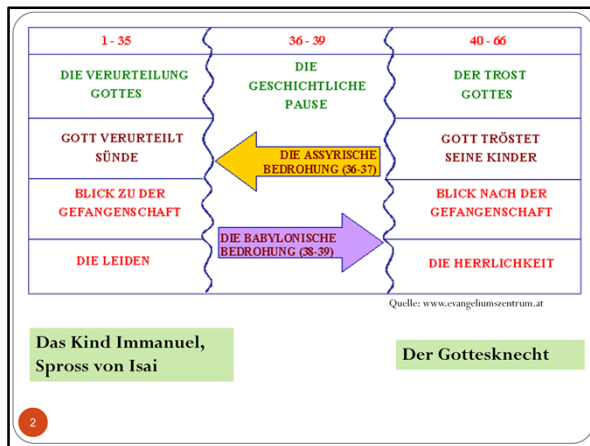 1 - 35
36 - 39
40 - 66
DIE VERURTEILUNG
GOTTES
DIE
GESCHICHTLICHE
PAUSE
DER TROST
GOTTES
GOTT VERURTEILT
SÜNDE
DIE ASSYRISCHE
BEDROHUNG (36-37)
GOTT TRÖSTET
SEINE KINDER
BLICK ZU DER
GEFANGENSCHAFT
BLICK NACH DER
GEFANGENSCHAFT
DIE BABYLONISCHE
BEDROHUNG (38-39)
DIE LEIDEN
DIE HERRLICHKEIT
Quelle: www.evangeliumszentrum.at
Das Kind Immanuel,
Spross von Isai
Der Gottesknecht
2